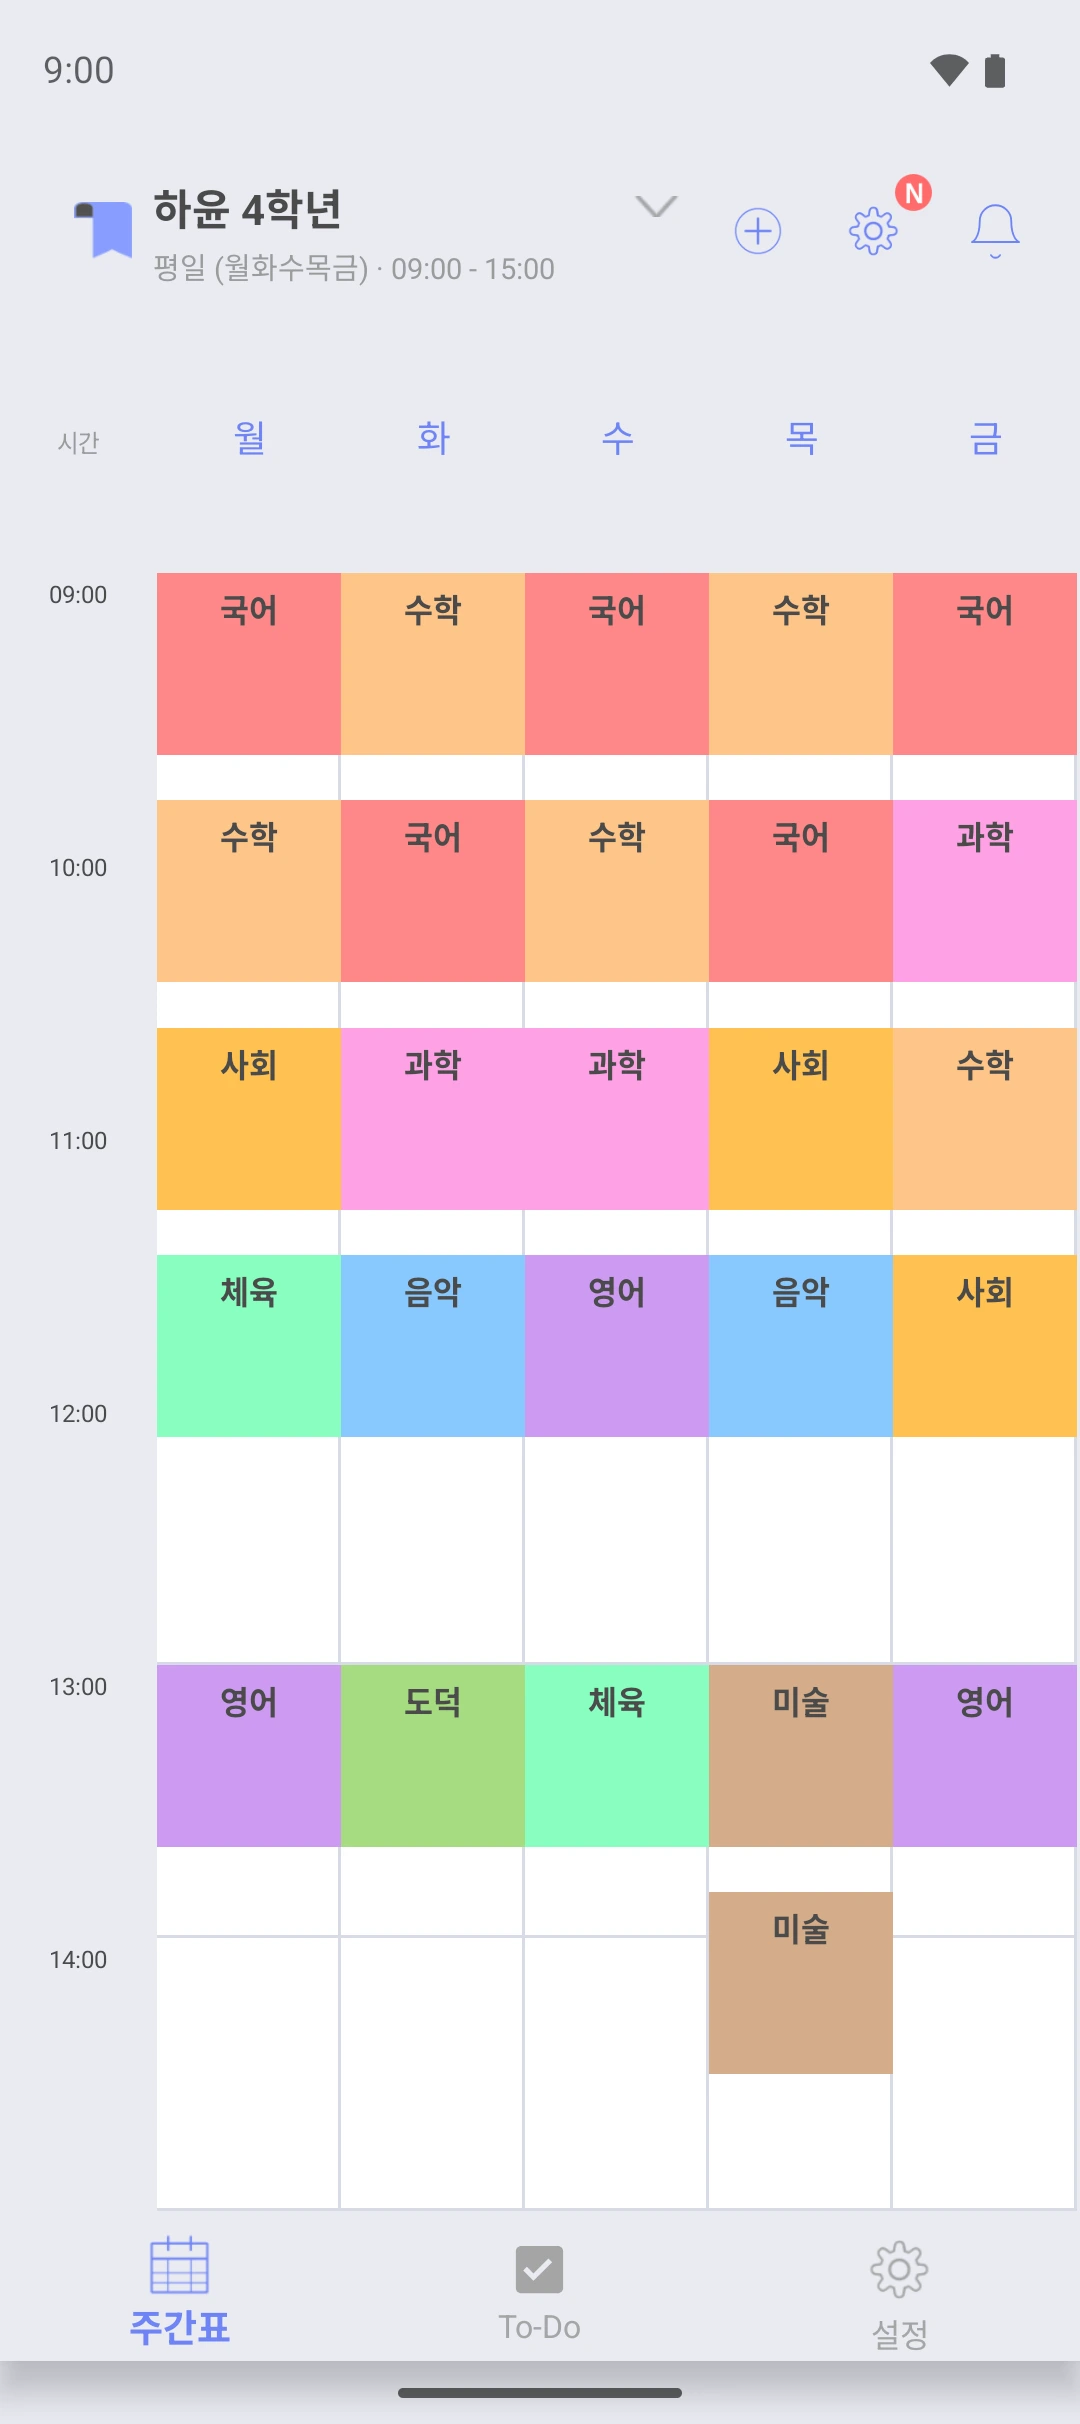 9:00
하윤 4학년
N
평일 (월화수목금) · 09:00 - 15:00
시간 월 화 수 목 금
09:00 국어 수학 국어 수학 국어
수학 국어 수학 국어 과학
10:00
사회 과학 과학 사회 수학
11:00
체육 음악 영어 음악 사회
12:00
13:00 영어 도덕 체육 미술 영어
미술
14:00
주간표 To-Do 설정